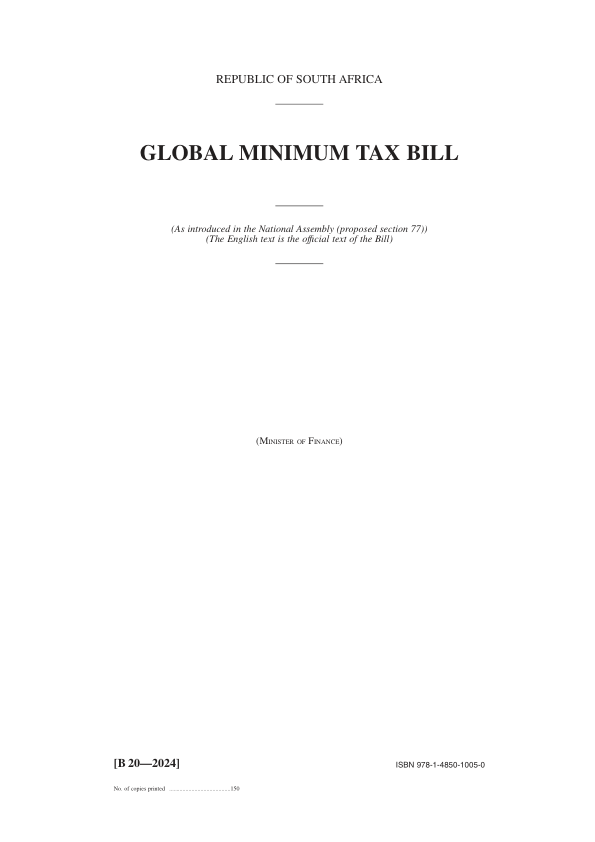 REPUBLIC OF SOUTH AFRICA
GLOBAL MINIMUM TAX BILL
(As introduced in the National Assembly (proposed section 77))
(The English text is the official text of the Bill)
(Minister of Finance)
[B 20—2024]
ISBN 978-1-4850-1005-0
No. of copies printed .......................................150